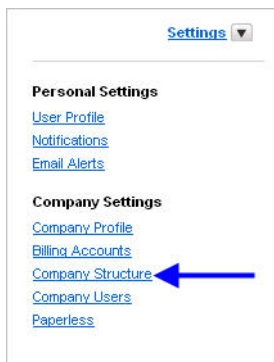 Settings
Personal Settings
User Profile
Notifications
Email Alerts
Company Settings
Company Profile
Billing Accounts
Company Structure
Company Users
Paperless